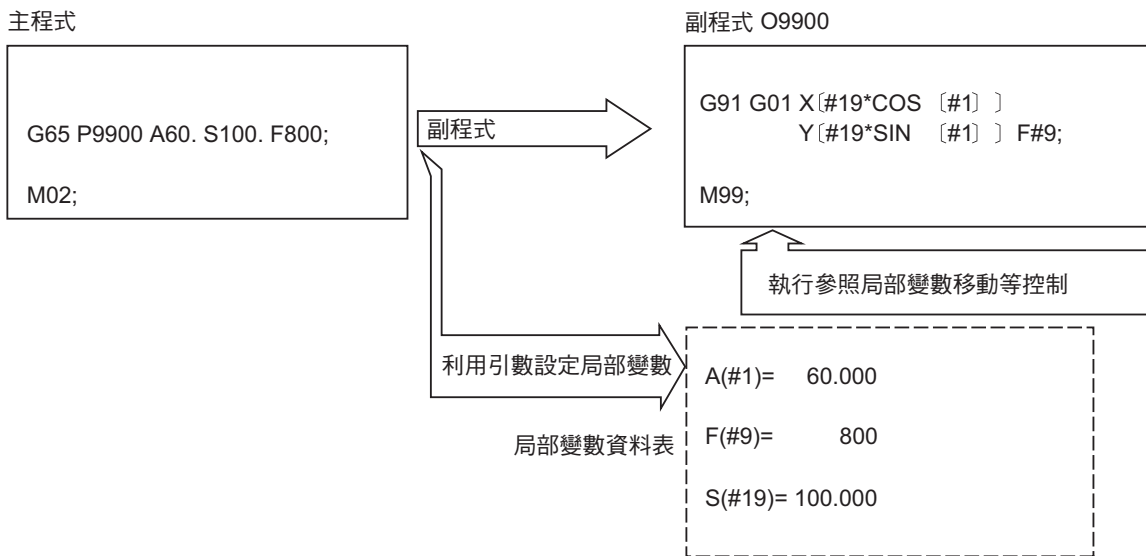 主程式
G65 P9900 A60. S100. F800;
M02;
副程式
副程式 O9900
G91 G01 X〔#19*COS 〔#1〕〕
Y〔#19*SIN 〔#1〕〕 F#9;
M99;
執行參照局部變數移動等控制
利用引數設定局部變數
局部變數資料表
A(#1)= 60.000
F(#9)= 800
S(#19)= 100.000